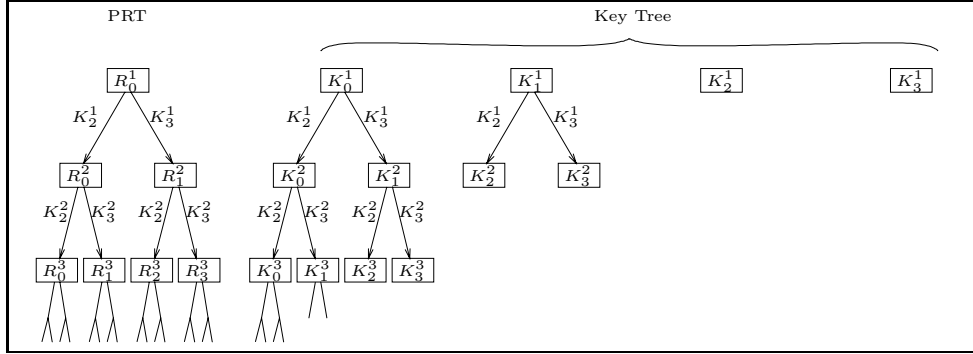 PRT Key Tree
R_0^1 K_0^1 K_1^1 K_2^1 K_3^1
K_2^1 K_3^1 K_2^1 K_3^1 K_2^1 K_3^1
R_0^2 R_1^2 K_0^2 K_1^2 K_2^2 K_3^2
K_2^2 K_3^2 K_2^2 K_3^2 K_2^2 K_3^2 K_2^2 K_3^2
R_0^3 R_1^3 R_2^3 R_3^3 K_0^3 K_1^3 K_2^3 K_3^3